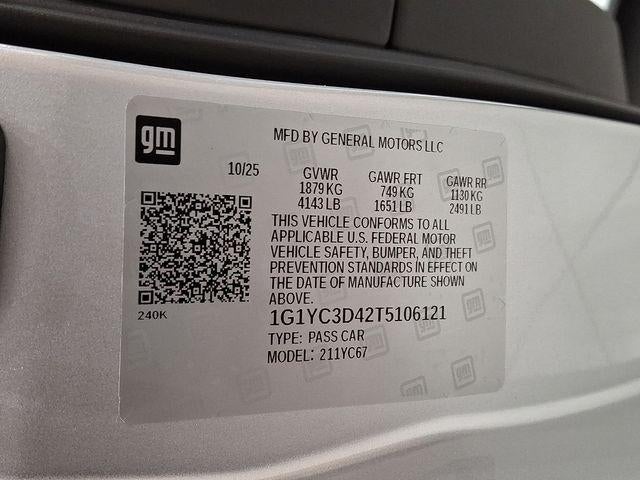 gm
MFD BY GENERAL MOTORS LLC
10/25
GVWR GAWR FRT GAWR RR
1879 KG 749 KG 1130 KG
4143 LB 1651 LB 2491 LB
THIS VEHICLE CONFORMS TO ALL
APPLICABLE U.S. FEDERAL MOTOR
VEHICLE SAFETY, BUMPER, AND THEFT
PREVENTION STANDARDS IN EFFECT ON
THE DATE OF MANUFACTURE SHOWN
ABOVE.
240K
1G1YC3D42T5106121
TYPE: PASS CAR
MODEL: 211YC67